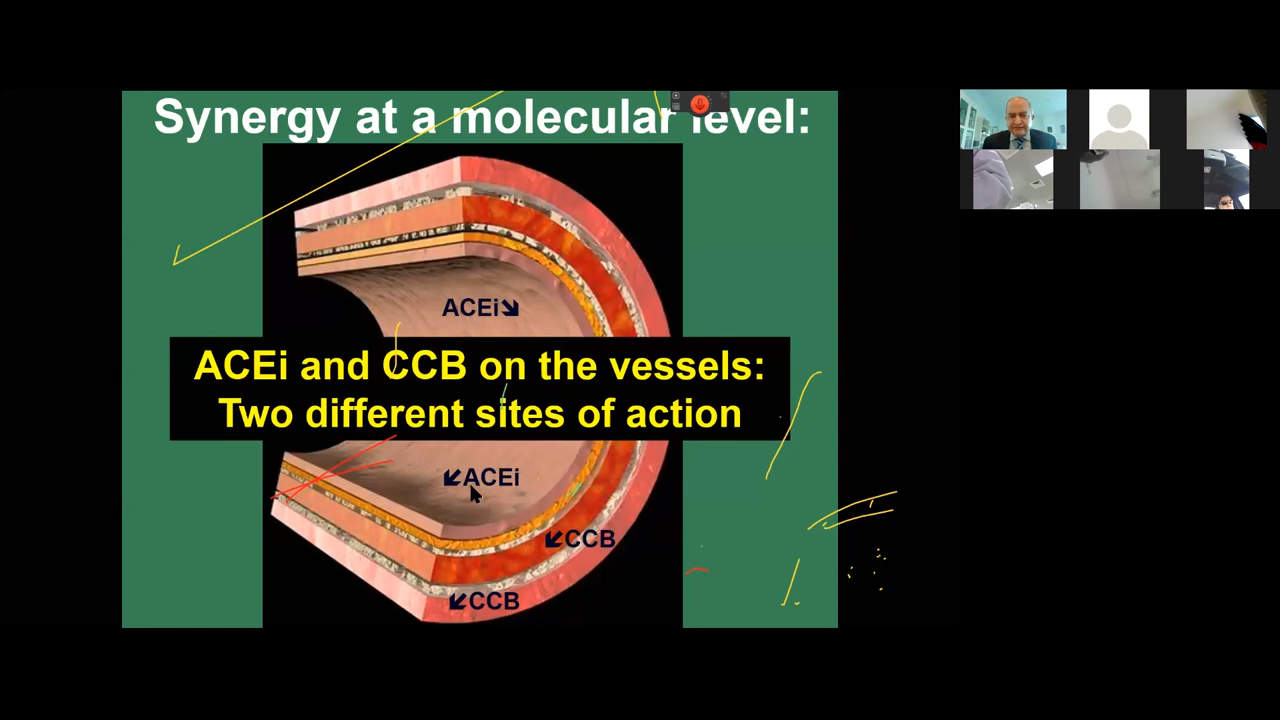 Synergy at a molecular level:
ACEi
ACEi and CCB on the vessels:
Two different sites of action
ACEi
CCB
CCB